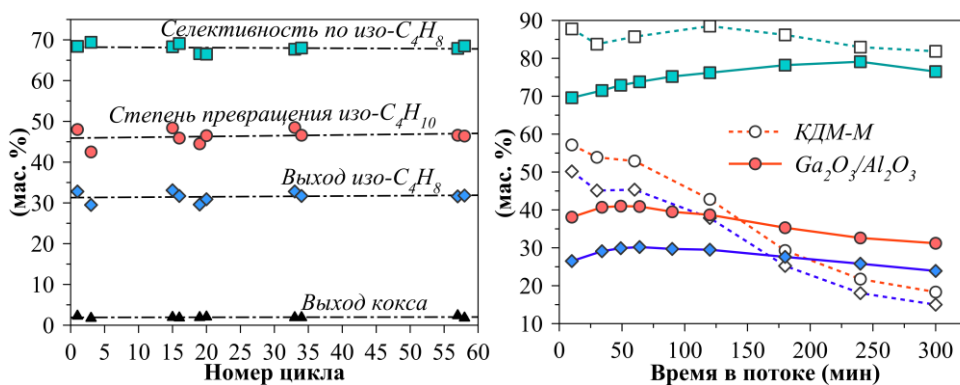 (мас. %)
70
60
50
40
30
20
10
0
Селективность по изо-C₄H₈
Степень превращения изо-C₄H₁₀
Выход изо-C₄H₈
Выход кокса
0 5 10 15 20 25 30 35 40 45 50 55 60
Номер цикла
(мас. %)
90
80
70
60
50
40
30
20
10
КДМ-М
Ga₂O₃/Al₂O₃
0 50 100 150 200 250 300
Время в потоке (мин)